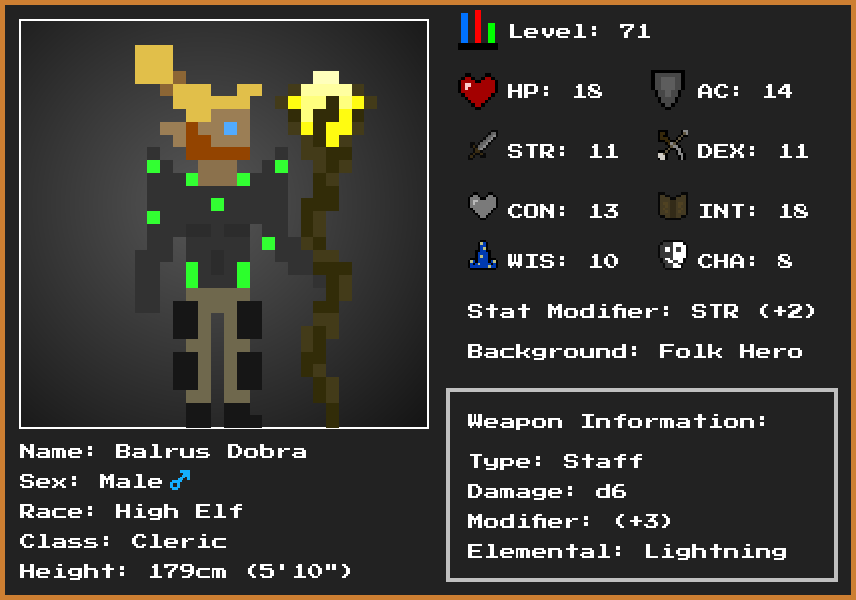 Level: 71
HP: 18
AC: 14
STR: 11
DEX: 11
CON: 13
INT: 18
WIS: 10
CHA: 8
Stat Modifier: STR (+2)
Background: Folk Hero
Weapon Information:
Type: Staff
Damage: d6
Modifier: (+3)
Elemental: Lightning
Name: Balrus Dobra
Sex: Male♂
Race: High Elf
Class: Cleric
Height: 179cm (5'10")